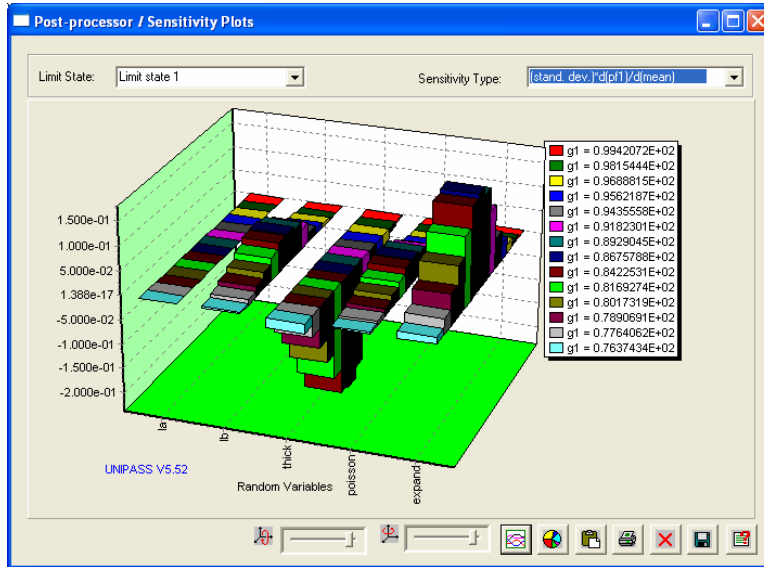 Post-processor / Sensitivity Plots
Limit State: Limit state 1 Sensitivity Type: (stand. dev.)*d(pf1)/d(mean)
g1 = 0.9942072E+02
g1 = 0.9815444E+02
g1 = 0.9688815E+02
g1 = 0.9562187E+02
g1 = 0.9435558E+02
g1 = 0.9182301E+02
g1 = 0.8929045E+02
g1 = 0.8675788E+02
g1 = 0.8422531E+02
g1 = 0.8169274E+02
g1 = 0.8017319E+02
g1 = 0.7890691E+02
g1 = 0.7764062E+02
g1 = 0.7637434E+02
1.500e-01
1.000e-01
5.000e-02
1.388e-17
-5.000e-02
-1.000e-01
-1.500e-01
-2.000e-01
la
lb
thick
poisson
expand
UNIPASS V5.52
Random Variables